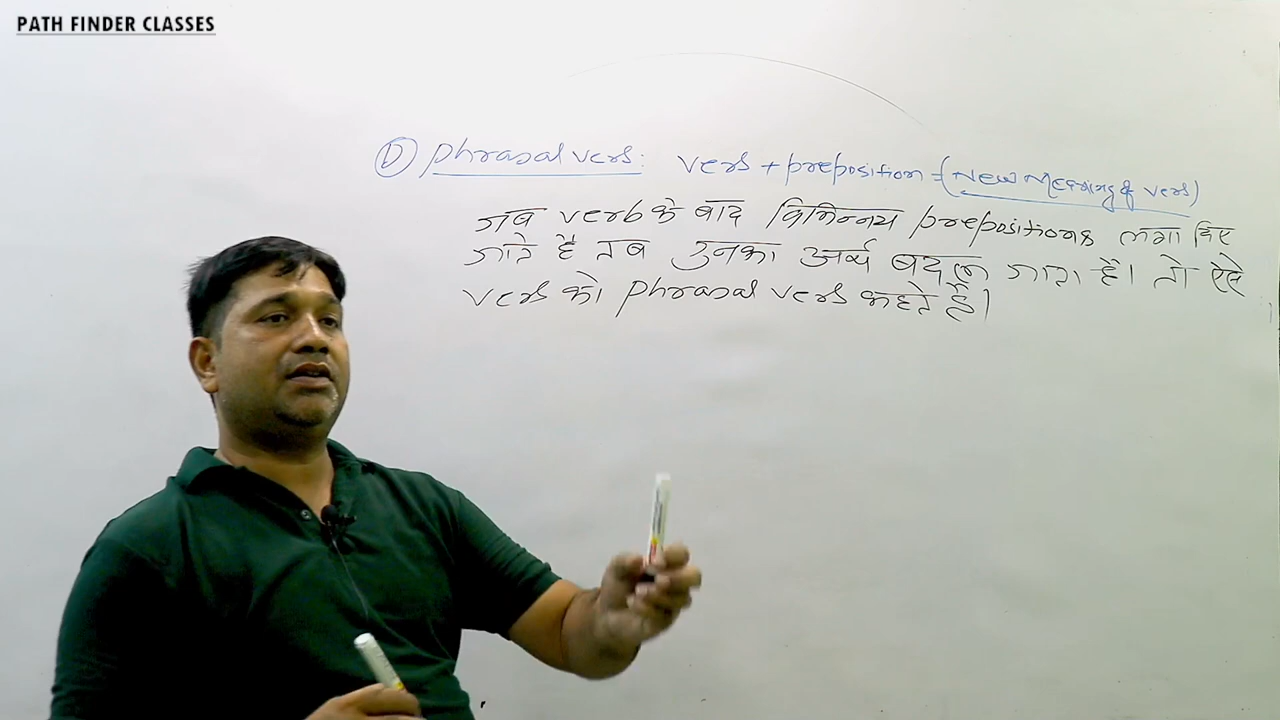 PATH FINDER CLASSES
(D) Phrasal verb: verb + preposition = (New Meaning of verb)
जब verb के बाद विभिन्नय prepositions लगा दिए
जाते है तब उनका अर्थ बदल जाता है। तो ऐसे
verb को phrasal verb कहते है।